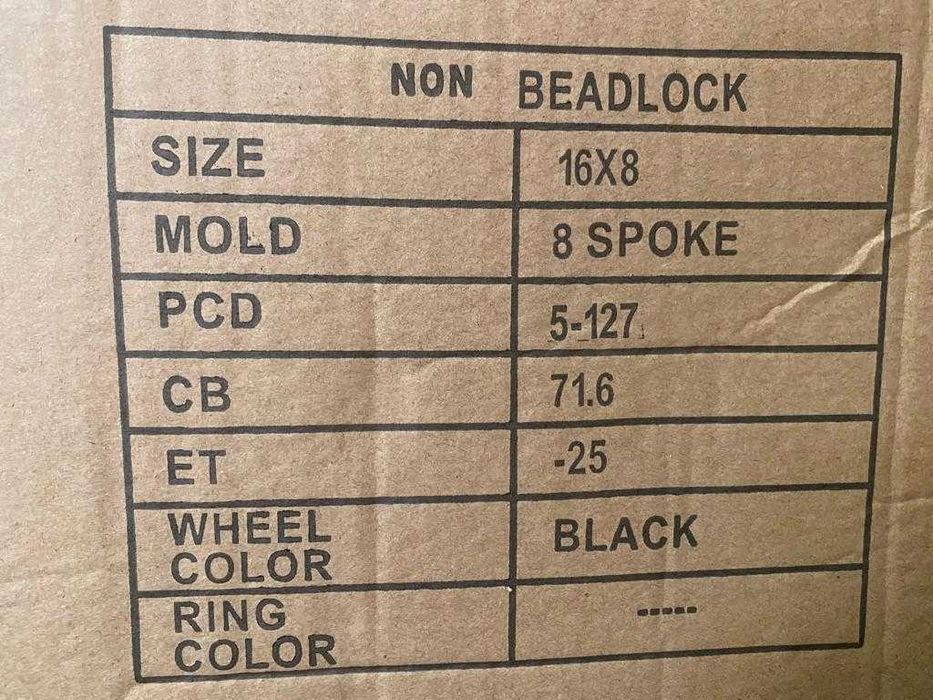 NON BEADLOCK
SIZE 16X8
MOLD 8 SPOKE
PCD 5-127
CB 71.6
ET -25
WHEEL COLOR BLACK
RING COLOR -----